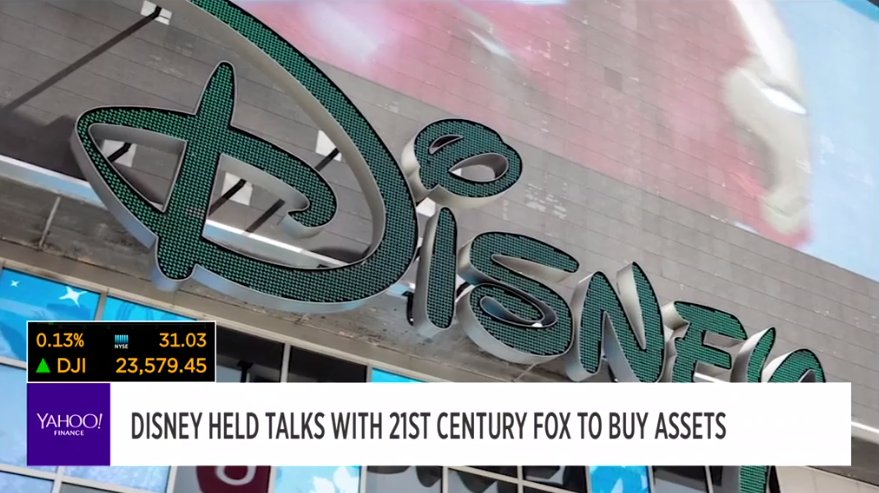 DISNEY
0.13% NYSE 31.03
DJI 23,579.45
YAHOO!
FINANCE
DISNEY HELD TALKS WITH 21ST CENTURY FOX TO BUY ASSETS